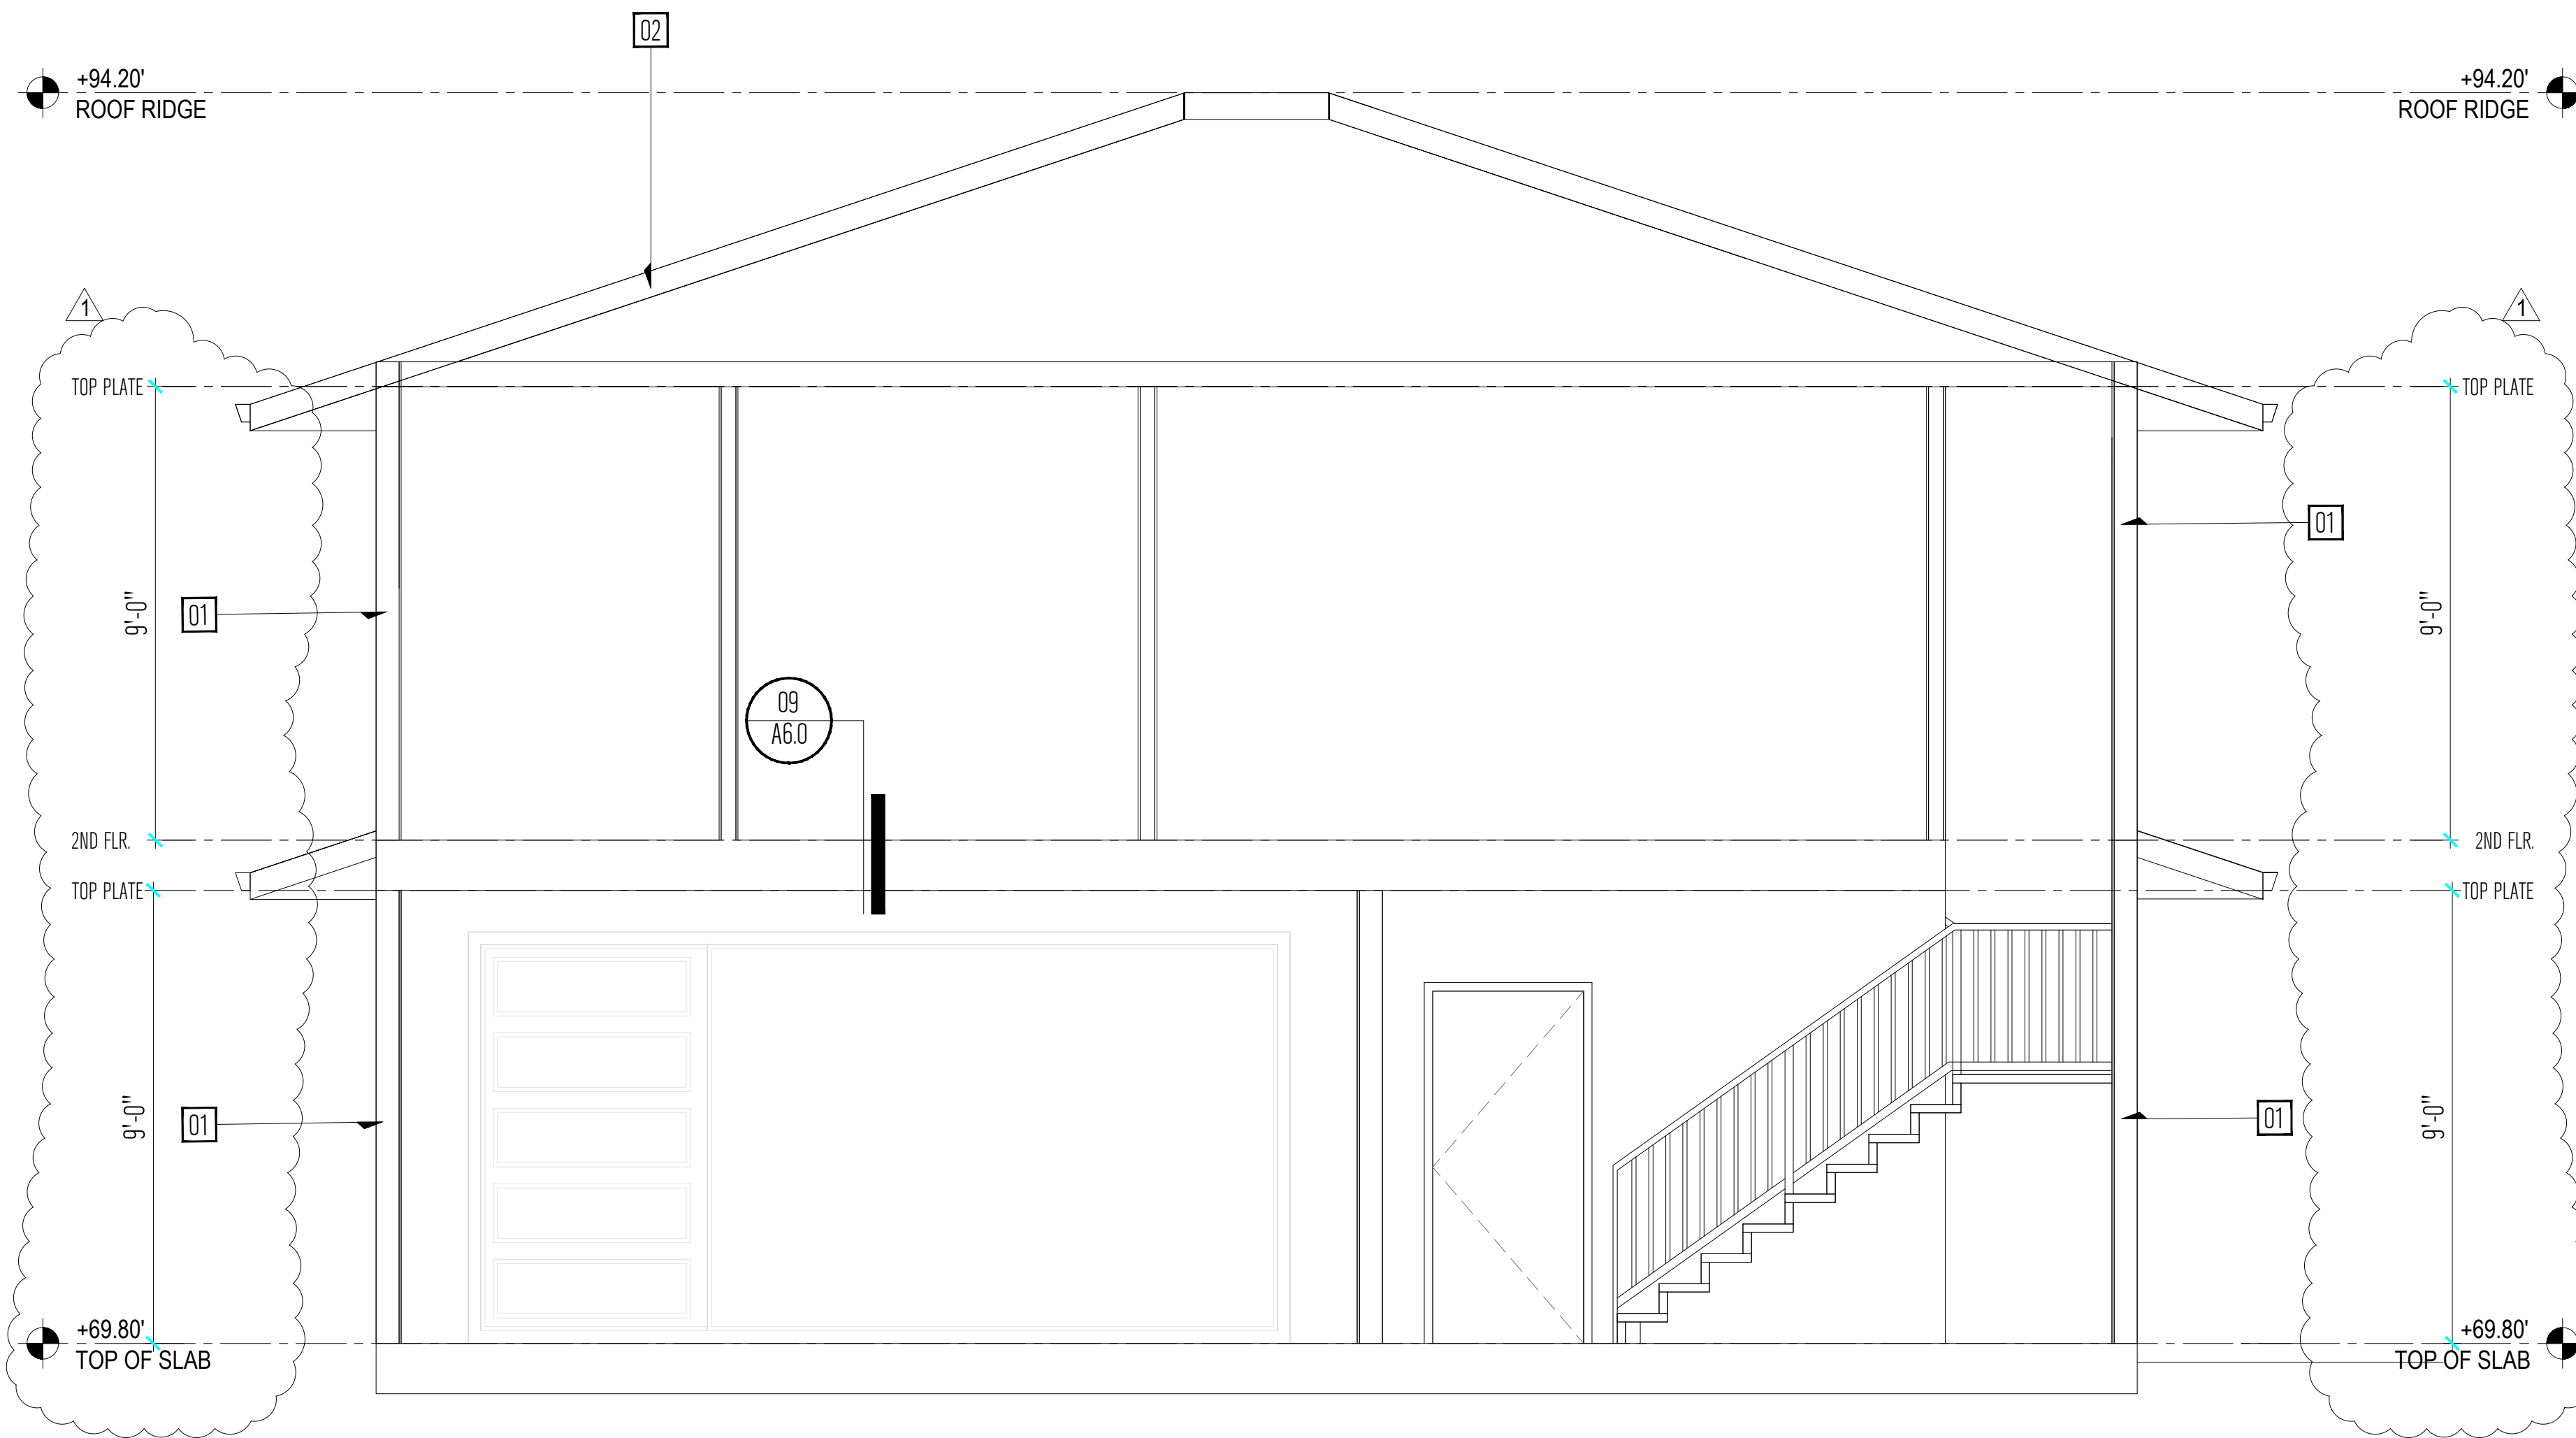 02
+94.20'
ROOF RIDGE
+94.20'
ROOF RIDGE
1
1
TOP PLATE
TOP PLATE
01
9'-0"
01
9'-0"
09
A6.0
2ND FLR.
2ND FLR.
TOP PLATE
TOP PLATE
9'-0"
01
01
9'-0"
+69.80'
TOP OF SLAB
+69.80'
TOP OF SLAB